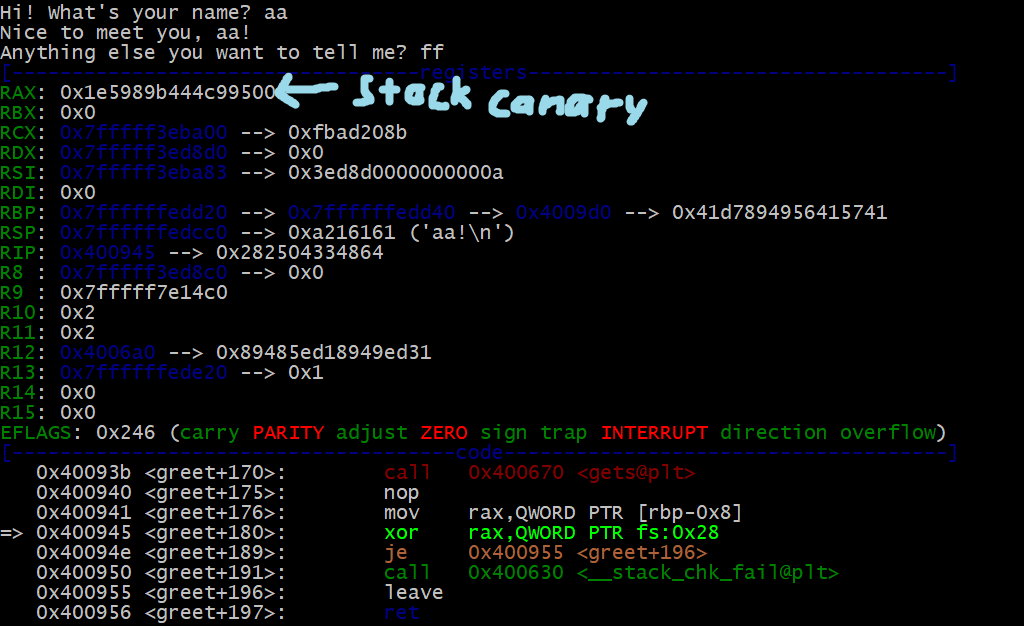 Hi! What's your name? aa
Nice to meet you, aa!
Anything else you want to tell me? ff
[----------------------------------registers-----------------------------------]
RAX: 0x1e5989b444c99500 Stack Canary
RBX: 0x0
RCX: 0x7fffff3eba00 --> 0xfbad208b
RDX: 0x7fffff3ed8d0 --> 0x0
RSI: 0x7fffff3eba83 --> 0x3ed8d0000000000a
RDI: 0x0
RBP: 0x7ffffffedd20 --> 0x7ffffffedd40 --> 0x4009d0 --> 0x41d7894956415741
RSP: 0x7ffffffedcc0 --> 0xa216161 ('aa!\n')
RIP: 0x400945 --> 0x282504334864
R8 : 0x7fffff3ed8c0 --> 0x0
R9 : 0x7fffff7e14c0
R10: 0x2
R11: 0x2
R12: 0x4006a0 --> 0x89485ed18949ed31
R13: 0x7ffffffede20 --> 0x1
R14: 0x0
R15: 0x0
EFLAGS: 0x246 (carry PARITY adjust ZERO sign trap INTERRUPT direction overflow)
[-------------------------------------code-------------------------------------]
0x40093b <greet+170>: call 0x400670 <gets@plt>
0x400940 <greet+175>: nop
0x400941 <greet+176>: mov rax,QWORD PTR [rbp-0x8]
=> 0x400945 <greet+180>: xor rax,QWORD PTR fs:0x28
0x40094e <greet+189>: je 0x400955 <greet+196>
0x400950 <greet+191>: call 0x400630 <__stack_chk_fail@plt>
0x400955 <greet+196>: leave
0x400956 <greet+197>: ret